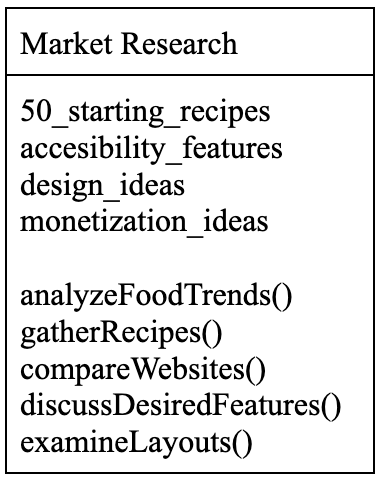 Market Research
50_starting_recipes
accesibility_features
design_ideas
monetization_ideas
analyzeFoodTrends()
gatherRecipes()
compareWebsites()
discussDesiredFeatures()
examineLayouts()